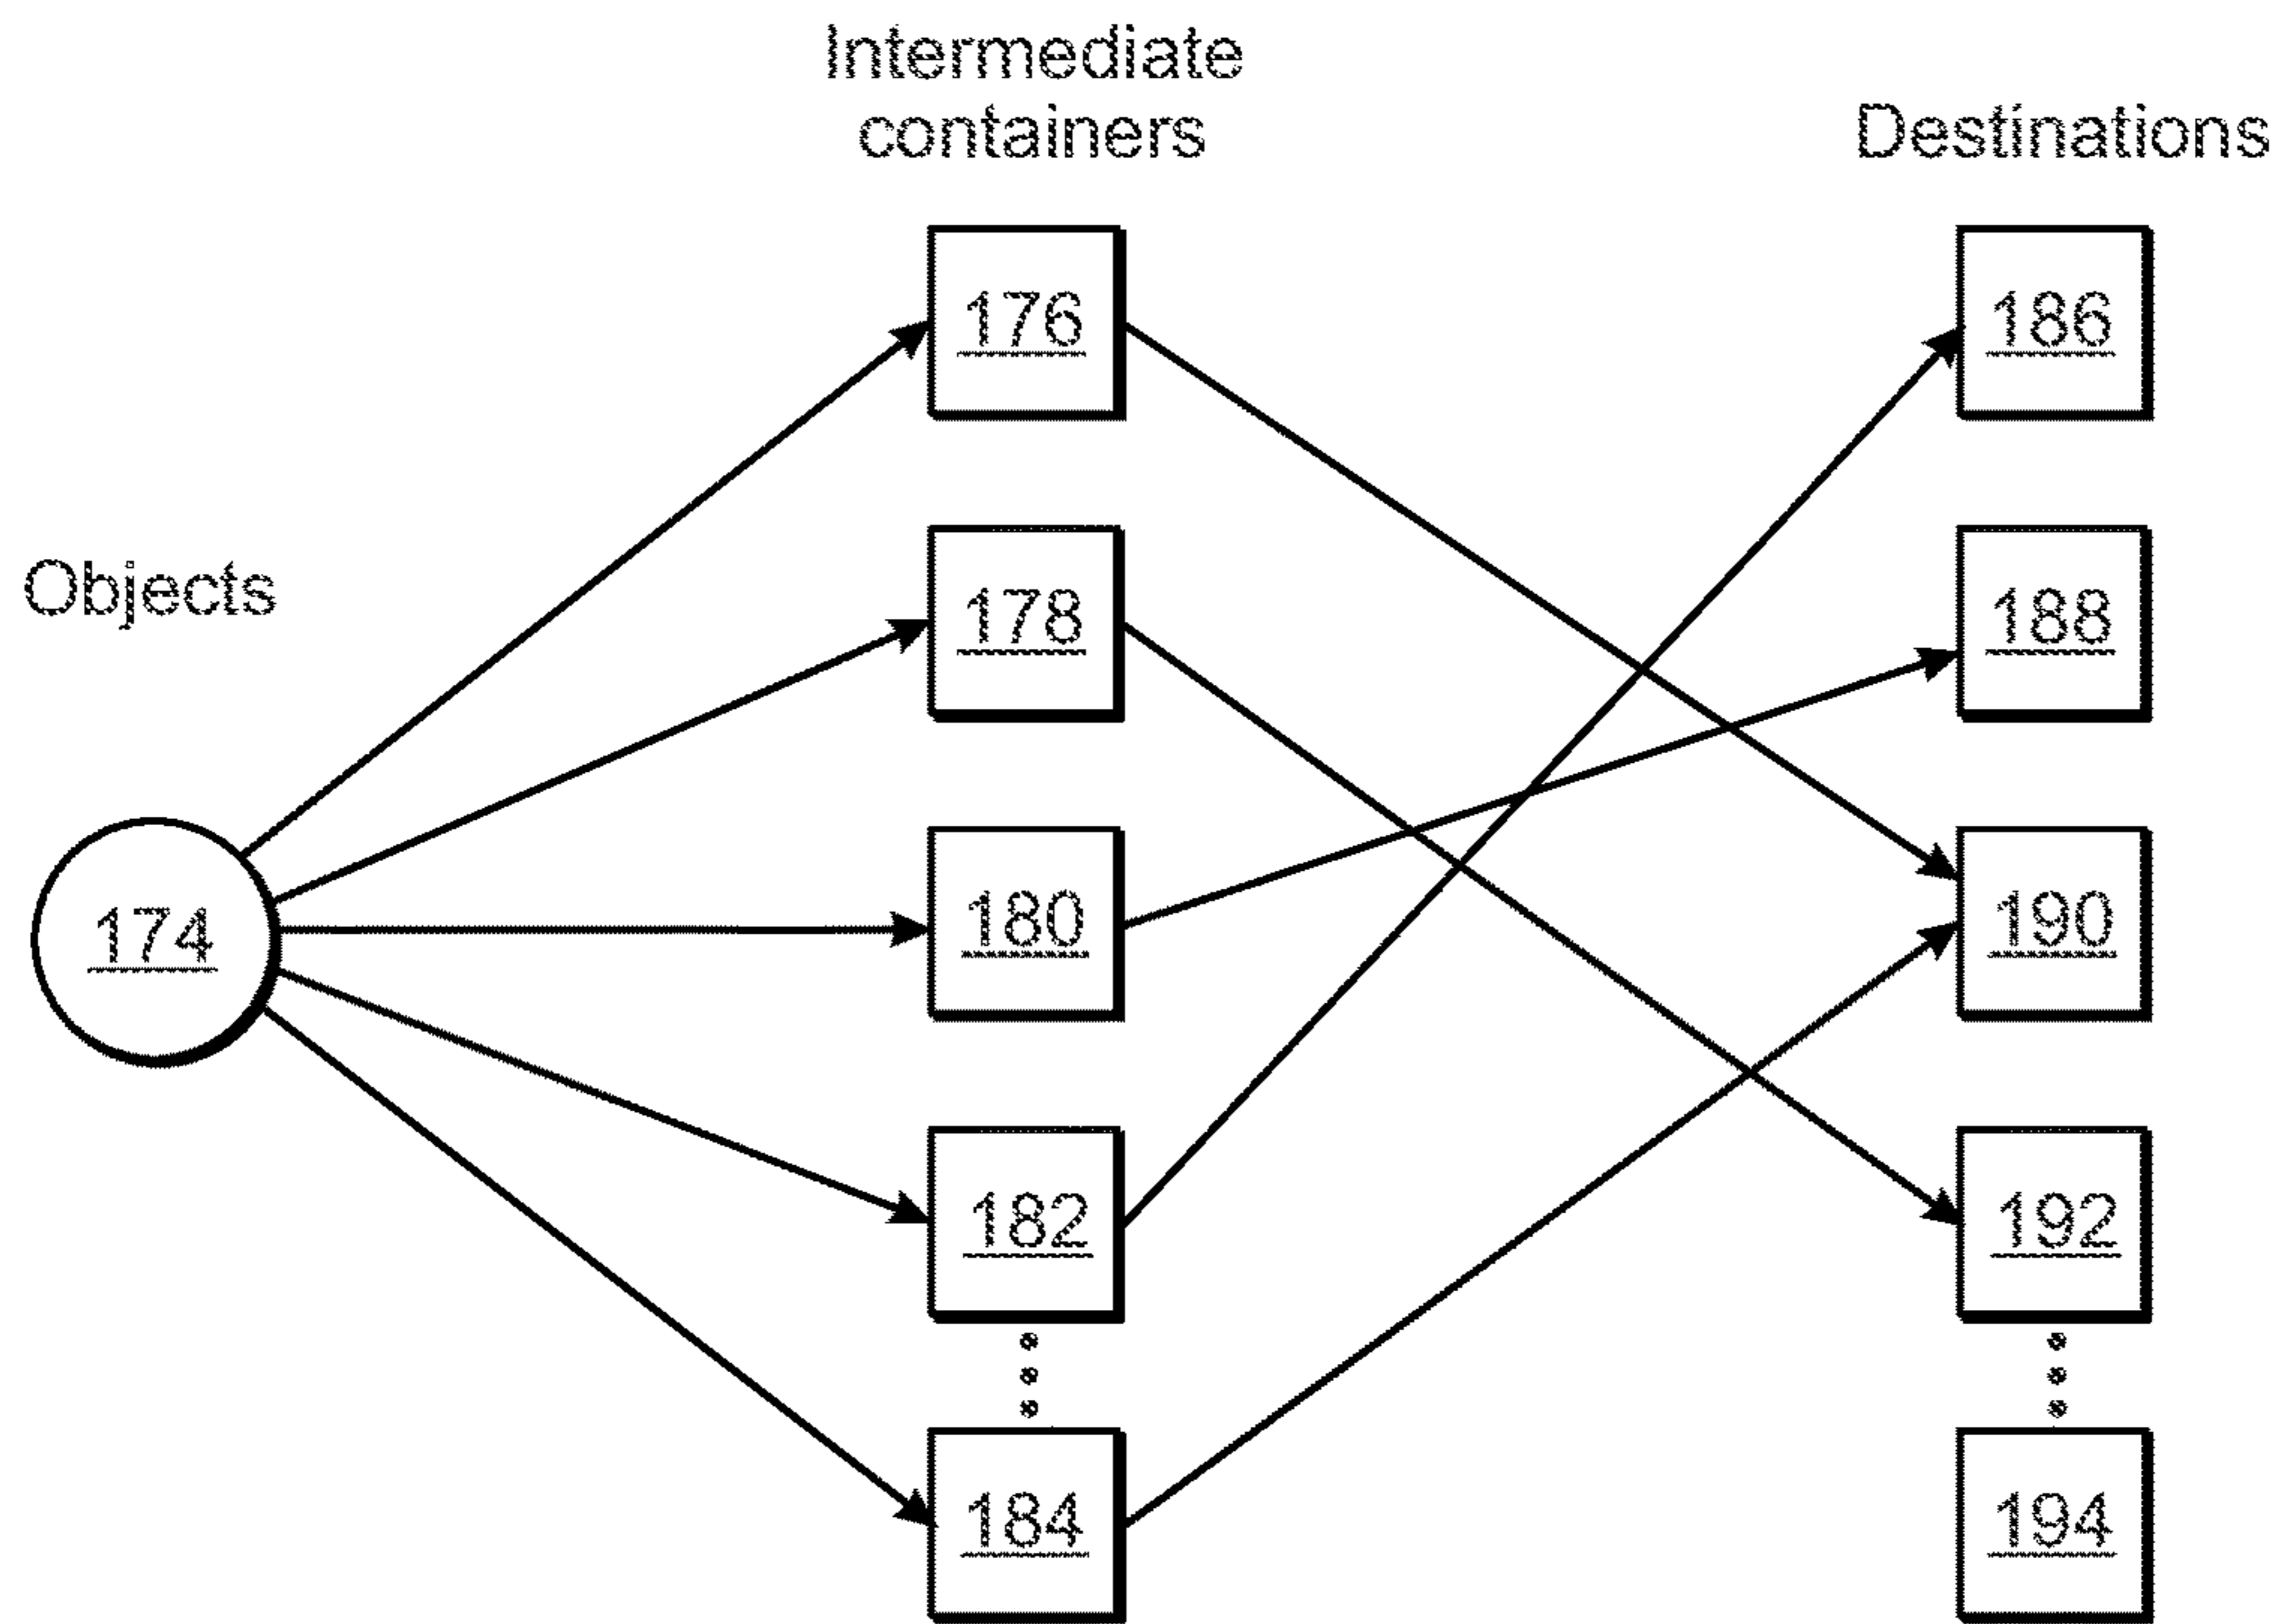 Intermediate
containers
Destinations
Objects
174
176
178
180
182
184
186
188
190
192
194